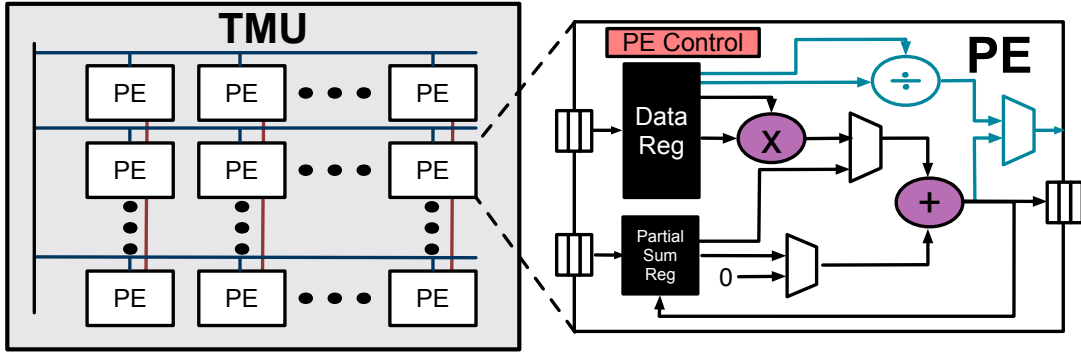 TMU
PE PE PE
PE PE PE
PE PE PE
PE Control
PE
÷
Data
Reg
X
+
Partial
Sum
Reg
0